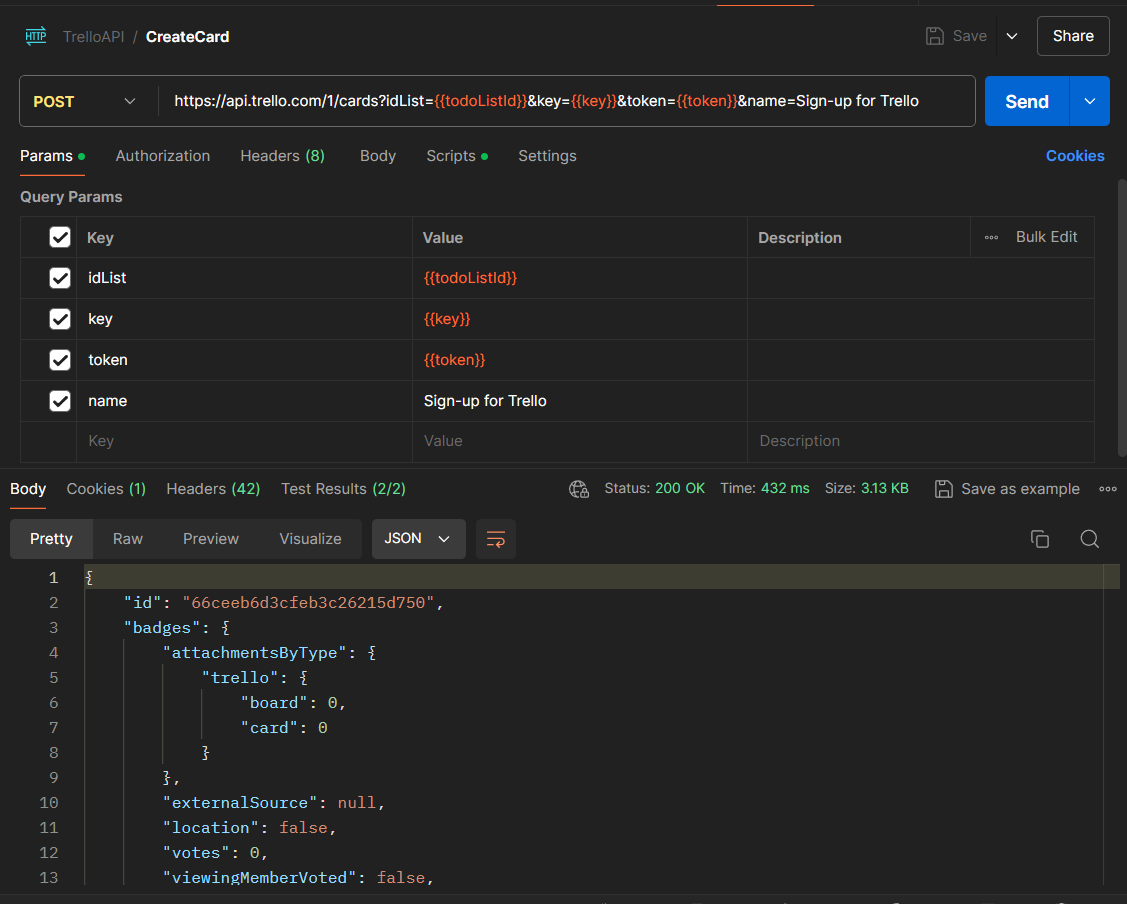 HTTP TrelloAPI / CreateCard Save Share
POST https://api.trello.com/1/cards?idList={{todoListId}}&key={{key}}&token={{token}}&name=Sign-up for Trello Send
Params Authorization Headers (8) Body Scripts Settings Cookies
Query Params
Key Value Description Bulk Edit
idList {{todoListId}}
key {{key}}
token {{token}}
name Sign-up for Trello
Key Value Description
Body Cookies (1) Headers (42) Test Results (2/2) Status: 200 OK Time: 432 ms Size: 3.13 KB Save as example
Pretty Raw Preview Visualize JSON
1 {
2 "id": "66ceeb6d3cfeb3c26215d750",
3 "badges": {
4 "attachmentsByType": {
5 "trello": {
6 "board": 0,
7 "card": 0
8 }
9 },
10 "externalSource": null,
11 "location": false,
12 "votes": 0,
13 "viewingMemberVoted": false,